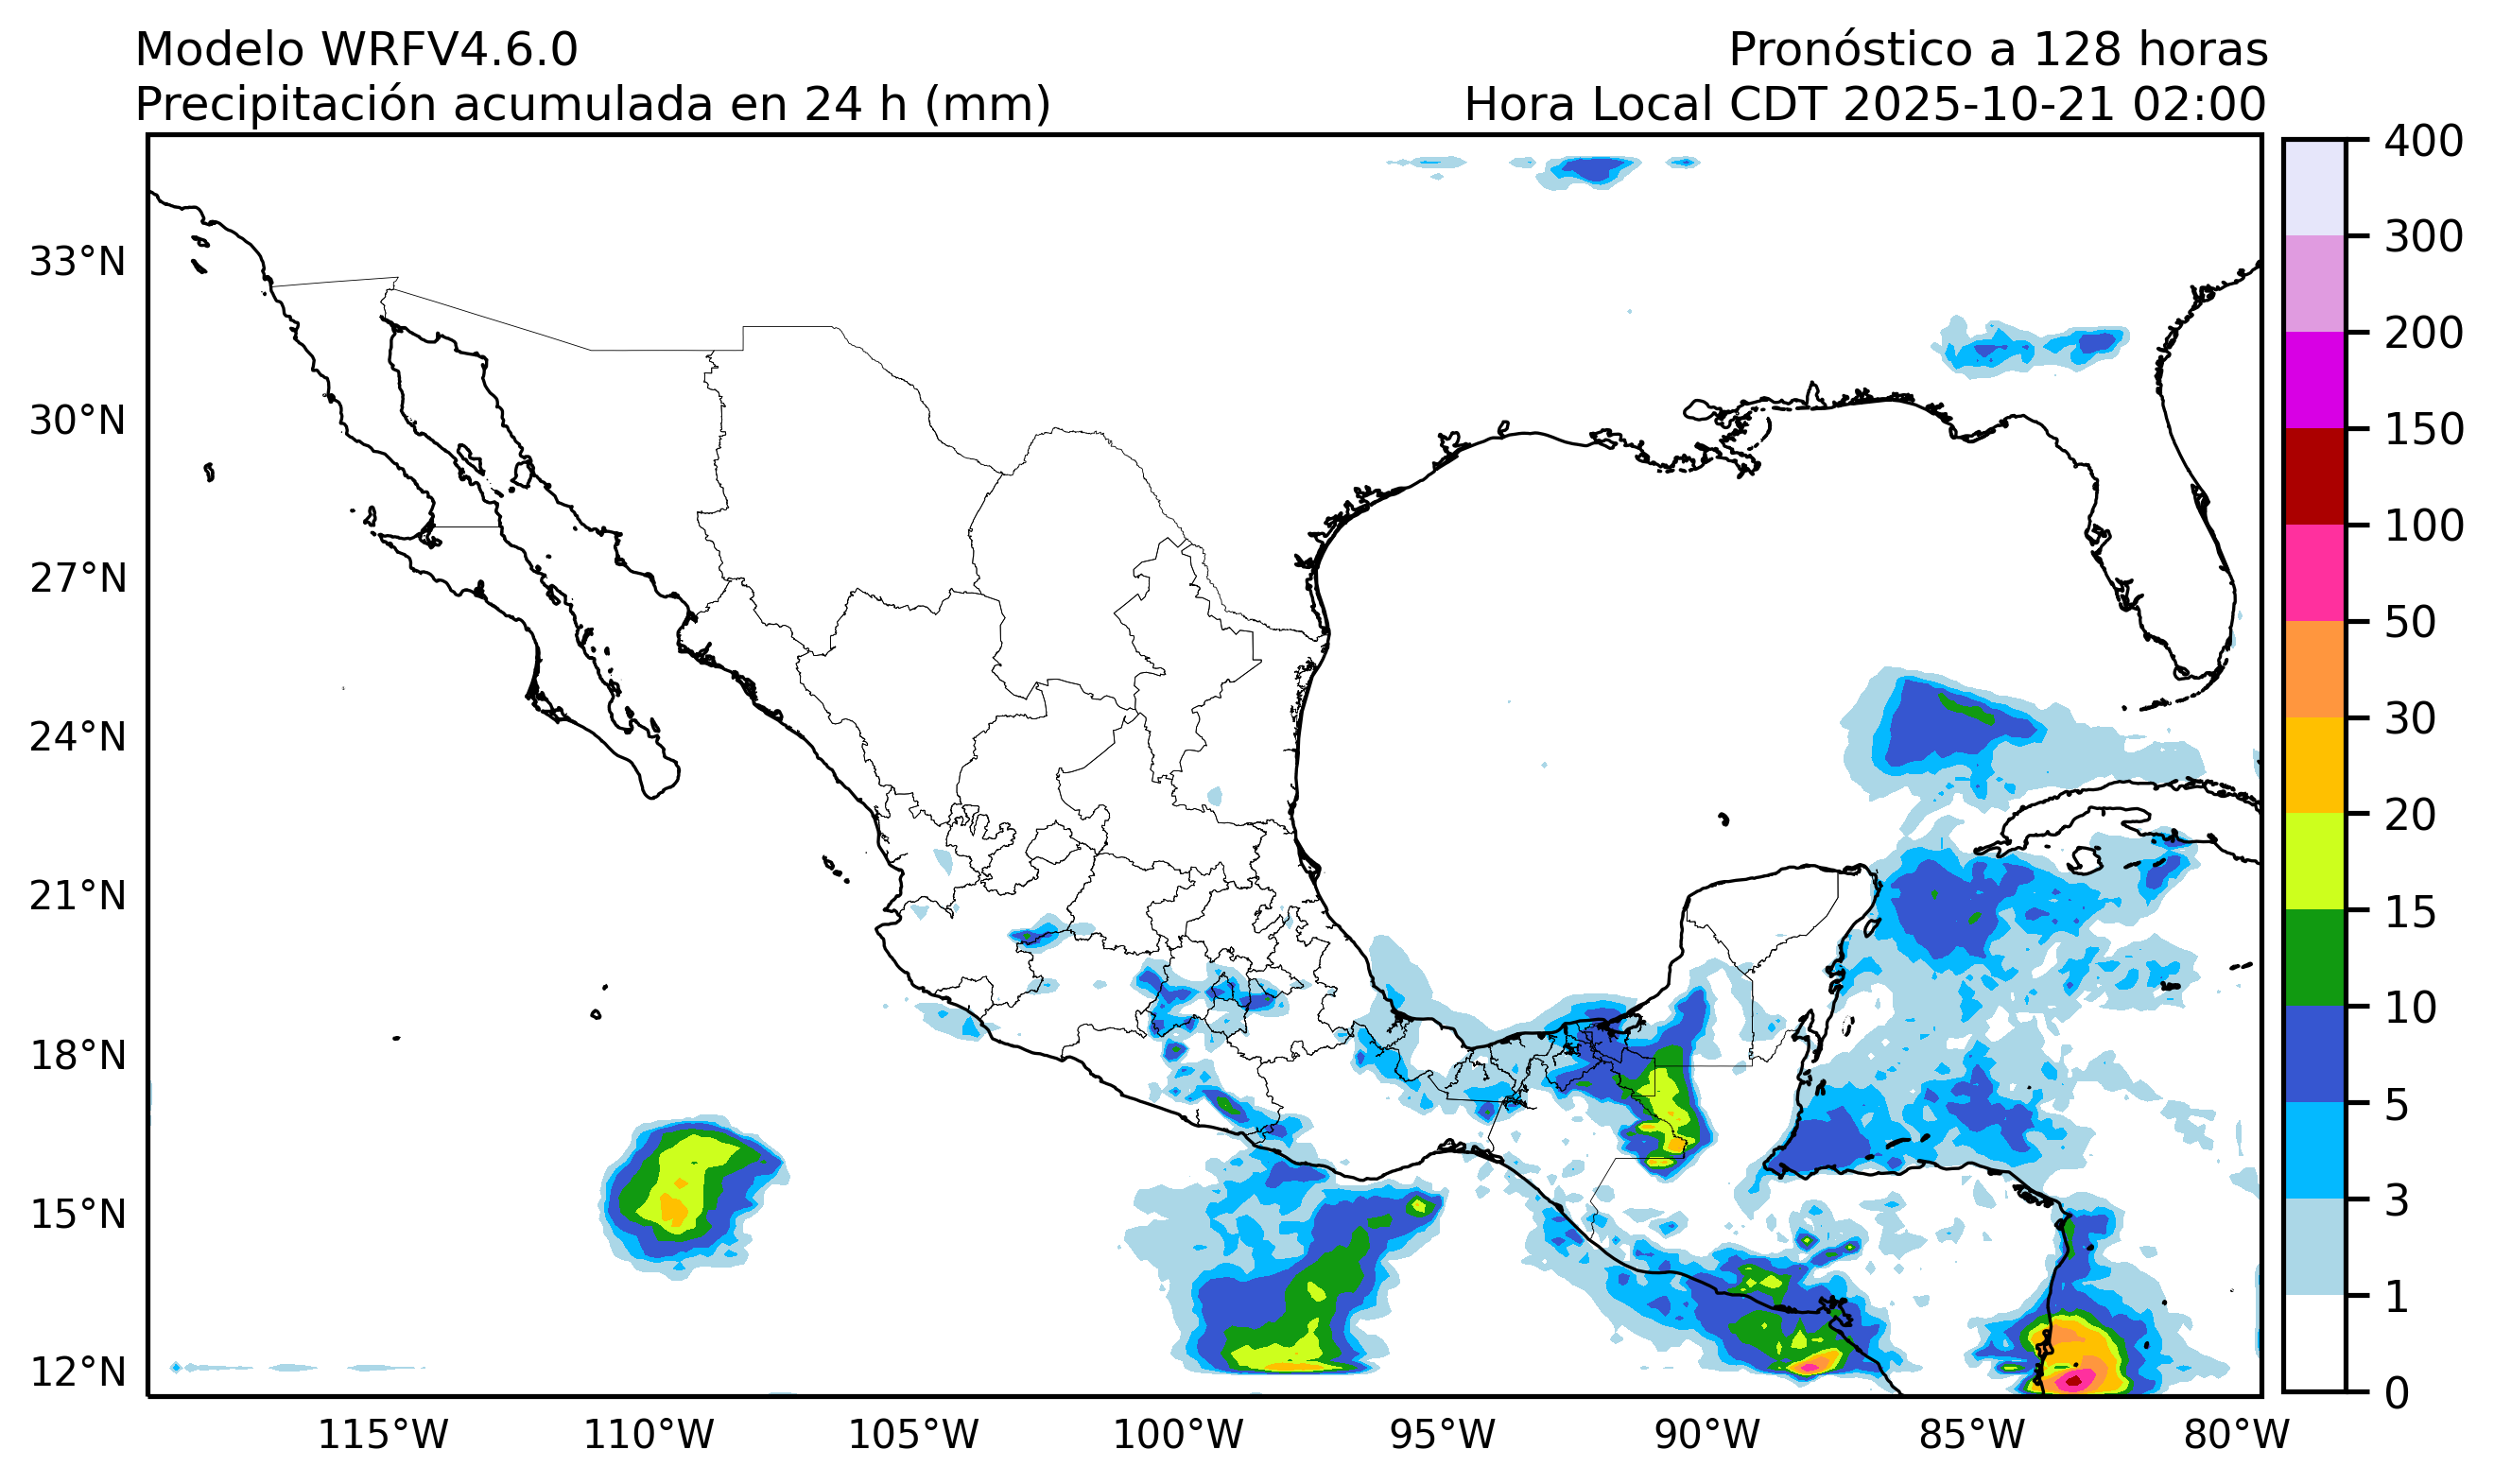 Modelo WRFV4.6.0
Pronóstico a 128 horas
Precipitación acumulada en 24 h (mm)
Hora Local CDT 2025-10-21 02:00
33°N
30°N
27°N
24°N
21°N
18°N
15°N
12°N
115°W
110°W
105°W
100°W
95°W
90°W
85°W
80°W
400
300
200
150
100
50
30
20
15
10
5
3
1
0